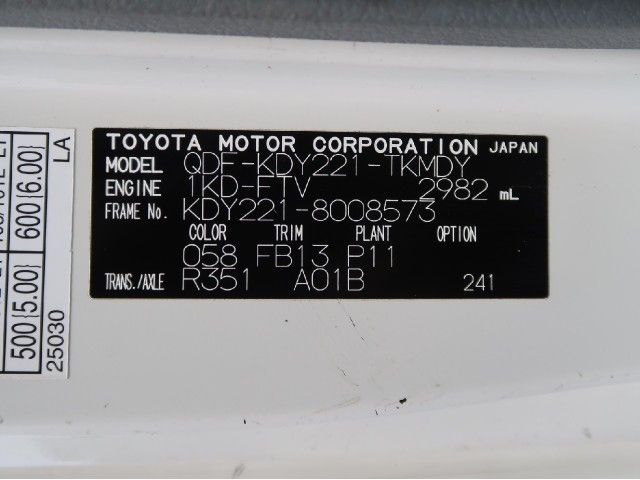 TOYOTA MOTOR CORPORATION JAPAN
MODEL QDF-KDY221-TKMDY
ENGINE 1KD-FTV 2982 mL
FRAME No. KDY221-8008573
COLOR TRIM PLANT OPTION
058 FB13 P11
TRANS./AXLE R351 A01B 241
500{5.00} 600{6.00}
25030 LA